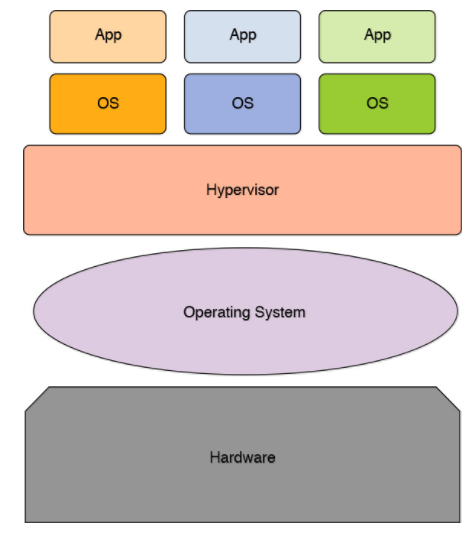 App
App
App
OS
OS
OS
Hypervisor
Operating System
Hardware